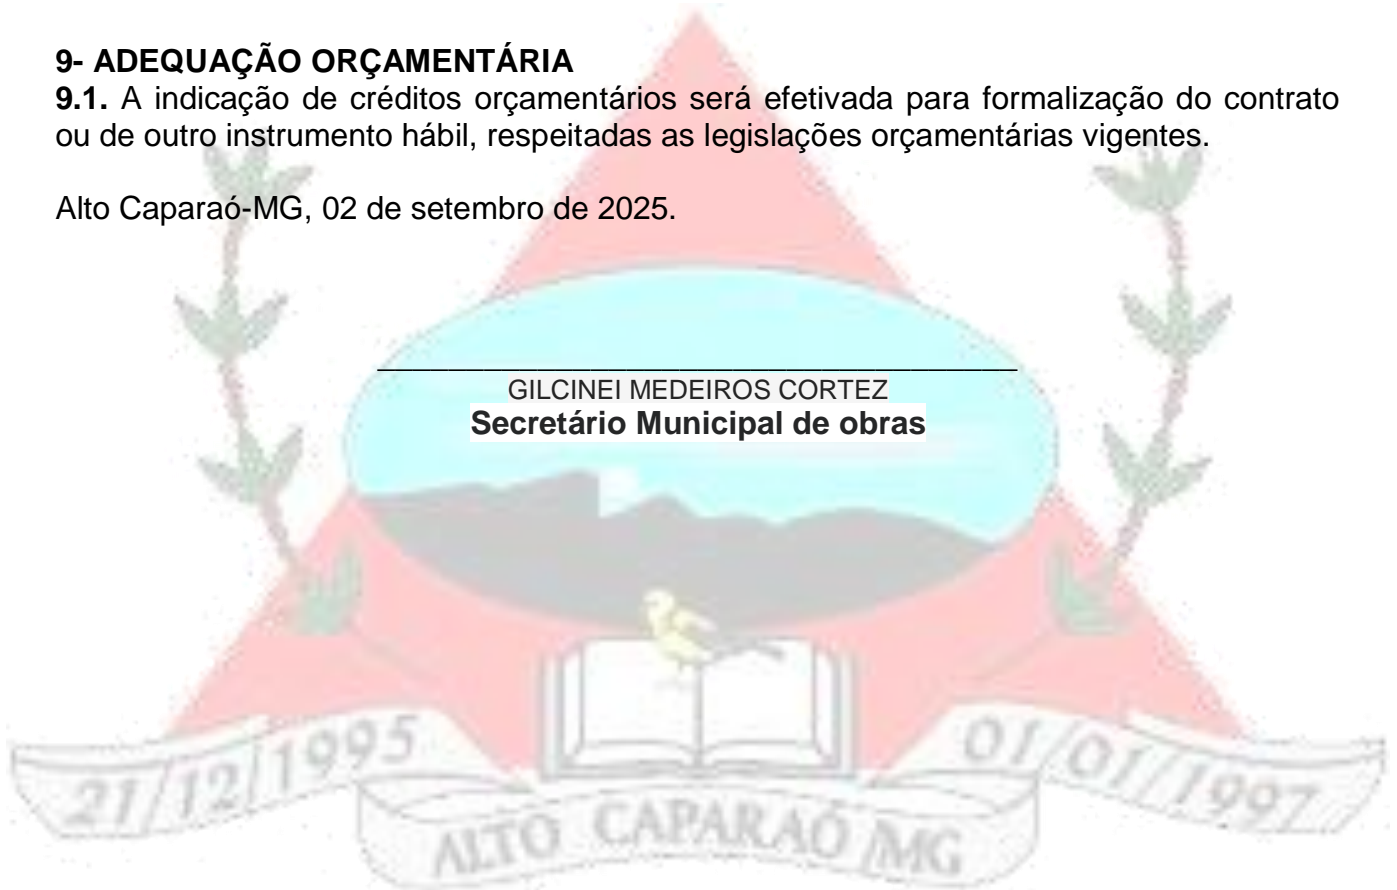 9- ADEQUAÇÃO ORÇAMENTÁRIA
9.1. A indicação de créditos orçamentários será efetivada para formalização do contrato
ou de outro instrumento hábil, respeitadas as legislações orçamentárias vigentes.
Alto Caparaó-MG, 02 de setembro de 2025.
GILCINEI MEDEIROS CORTEZ
Secretário Municipal de obras
21/12/1995
01/01/1997
ALTO CAPARAÓ/MG